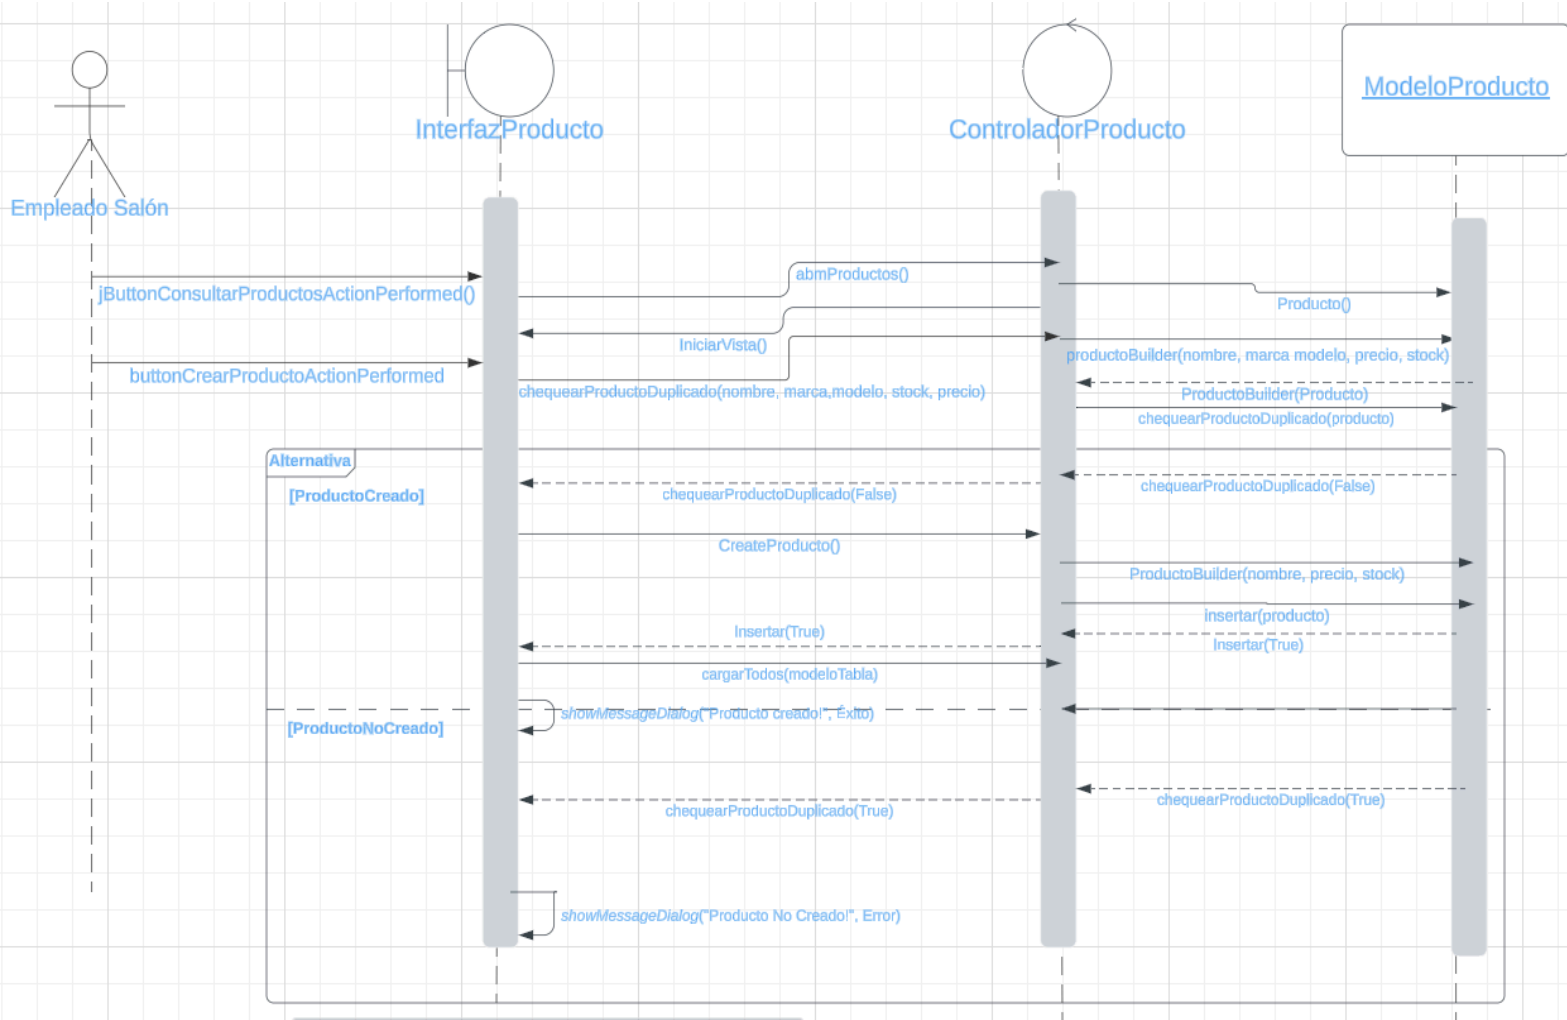 ModeloProducto
InterfazProducto
ControladorProducto
Empleado Salón
abmProductos()
jButtonConsultarProductosActionPerformed()
Producto()
IniciarVista()
productoBuilder(nombre, marca modelo, precio, stock)
buttonCrearProductoActionPerformed
chequearProductoDuplicado(nombre, marca,modelo, stock, precio)
ProductoBuilder(Producto)
chequearProductoDuplicado(producto)
Alternativa
[ProductoCreado]
chequearProductoDuplicado(False)
chequearProductoDuplicado(False)
CreateProducto()
ProductoBuilder(nombre, precio, stock)
insertar(producto)
Insertar(True)
Insertar(True)
cargarTodos(modeloTabla)
showMessageDialog("Producto creado!", Éxito)
[ProductoNoCreado]
chequearProductoDuplicado(True)
chequearProductoDuplicado(True)
showMessageDialog("Producto No Creado!", Error)